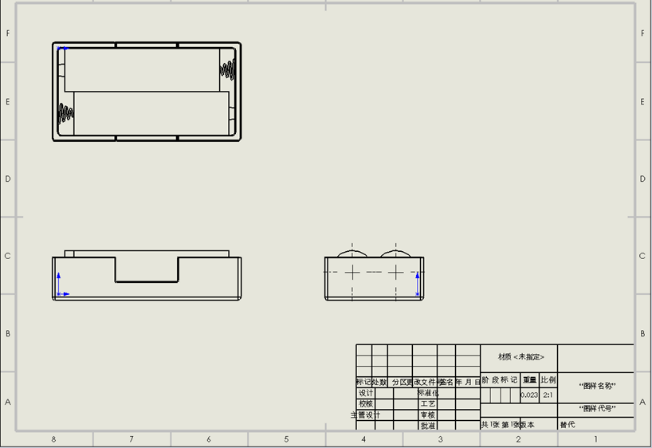 F
F
E
E
D
D
C
C
B
B
A
A
材质 <未指定>
标记 处数 分区 更改文件号 签名 年 月 日 阶 段 标 记 重量 比例 "图样名称"
设计 标准化
0.023 2:1
校核 工艺
"图样代号"
主管设计 审核
批准 共 1张 第 1张 版本 替代
8 7 6 5 4 3 2 1